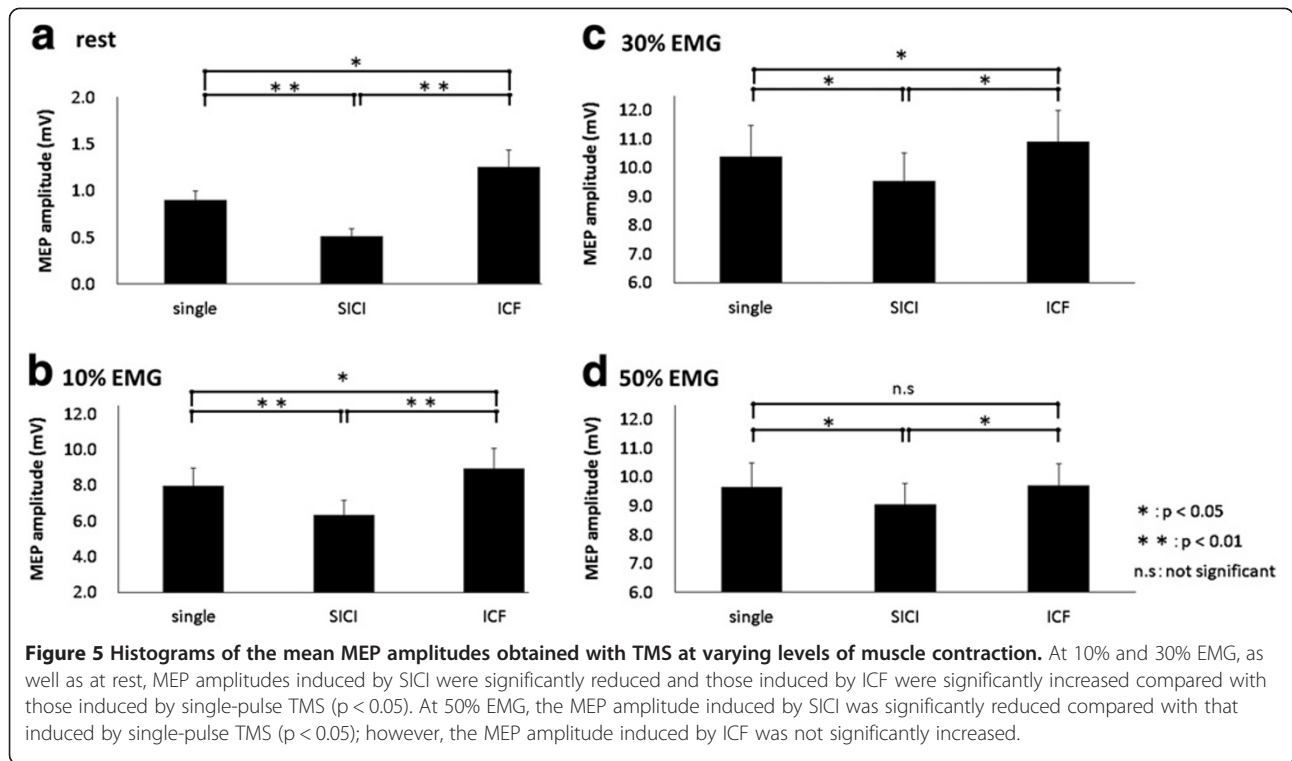 a rest
*
* * * *
2.0
1.5
1.0
0.5
0.0
MEP amplitude (mV)
single SICI ICF
b 10% EMG
*
* * * *
12.0
10.0
8.0
6.0
4.0
2.0
MEP amplitude (mV)
single SICI ICF
c 30% EMG
*
* *
12.0
11.0
10.0
9.0
8.0
7.0
6.0
MEP amplitude (mV)
single SICI ICF
d 50% EMG
n.s
* *
12.0
11.0
10.0
9.0
8.0
7.0
6.0
MEP amplitude (mV)
single SICI ICF
* : p < 0.05
* * : p < 0.01
n.s : not significant
Figure 5 Histograms of the mean MEP amplitudes obtained with TMS at varying levels of muscle contraction. At 10% and 30% EMG, as
well as at rest, MEP amplitudes induced by SICI were significantly reduced and those induced by ICF were significantly increased compared with
those induced by single-pulse TMS (p < 0.05). At 50% EMG, the MEP amplitude induced by SICI was significantly reduced compared with that
induced by single-pulse TMS (p < 0.05); however, the MEP amplitude induced by ICF was not significantly increased.